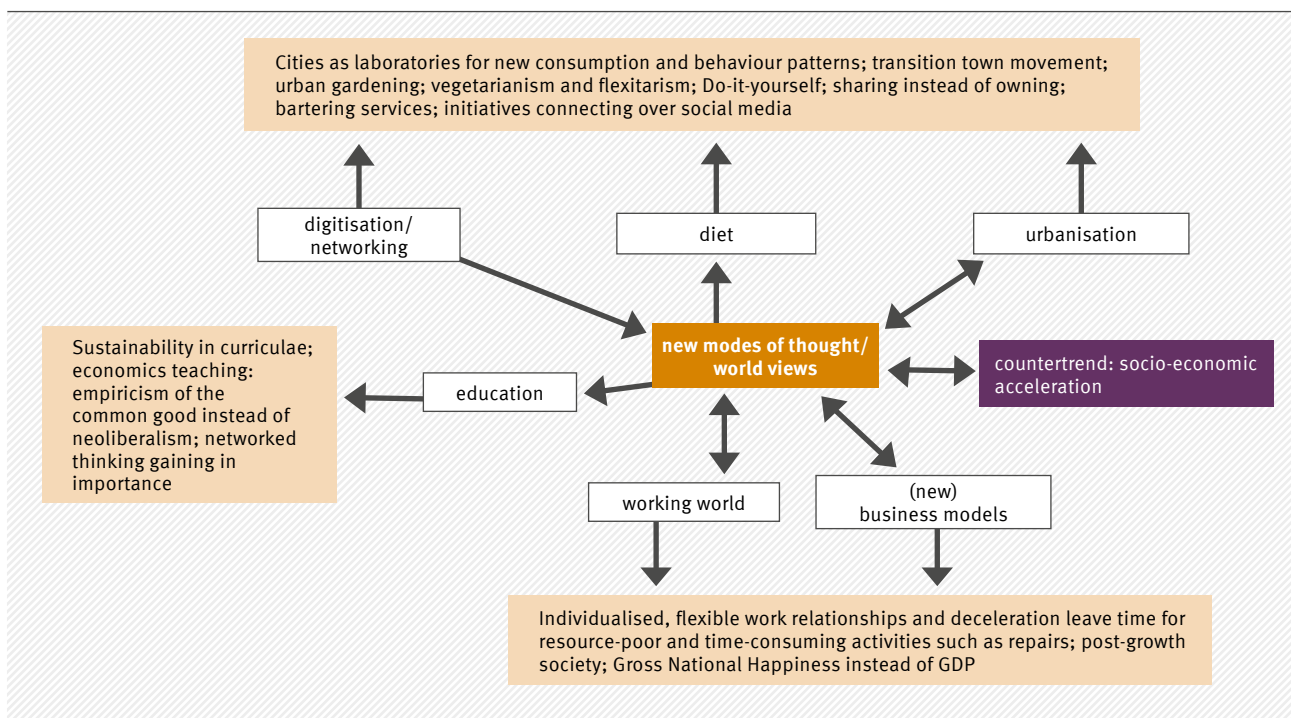 Cities as laboratories for new consumption and behaviour patterns; transition town movement;
urban gardening; vegetarianism and flexitarism; Do-it-yourself; sharing instead of owning;
bartering services; initiatives connecting over social media
digitisation/
networking
diet
urbanisation
Sustainability in curriculae;
economics teaching:
empiricism of the
common good instead of
neoliberalism; networked
thinking gaining in
importance
education
new modes of thought/
world views
countertrend: socio-economic
acceleration
working world
(new)
business models
Individualised, flexible work relationships and deceleration leave time for
resource-poor and time-consuming activities such as repairs; post-growth
society; Gross National Happiness instead of GDP